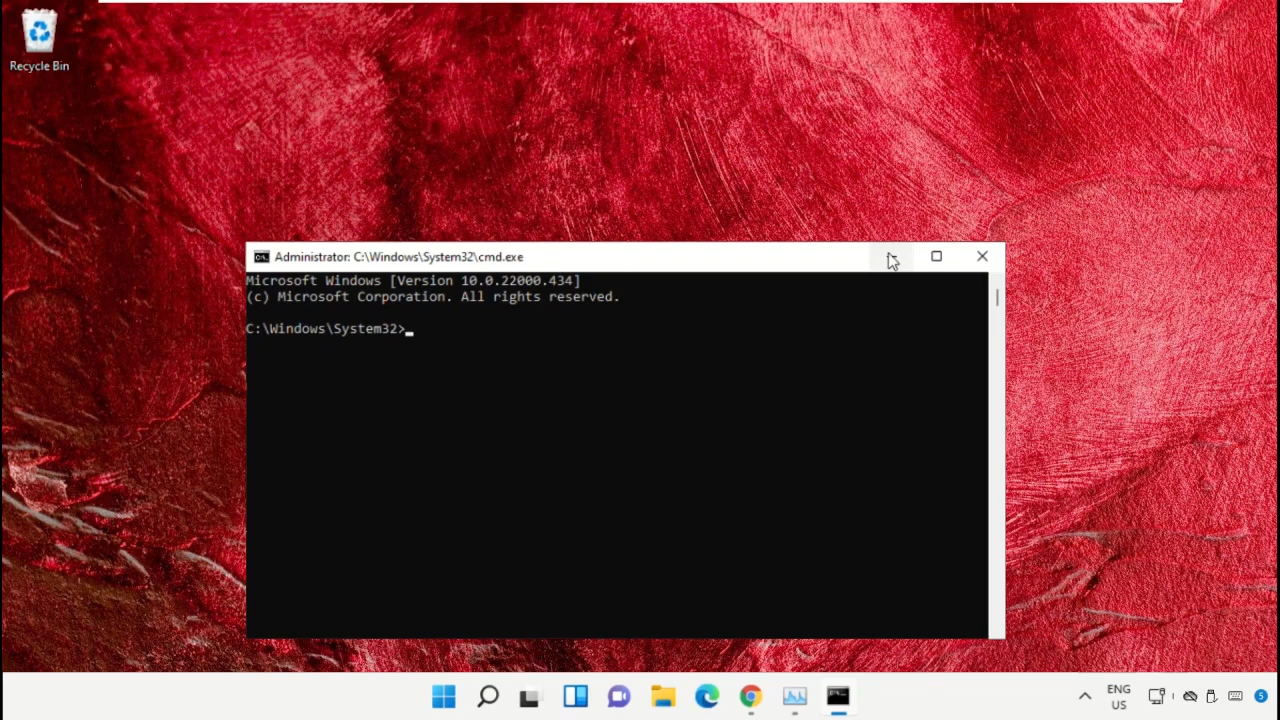 Recycle Bin
Administrator: C:\Windows\System32\cmd.exe
Microsoft Windows [Version 10.0.22000.434]
(c) Microsoft Corporation. All rights reserved.
C:\Windows\System32>
ENG
US
5